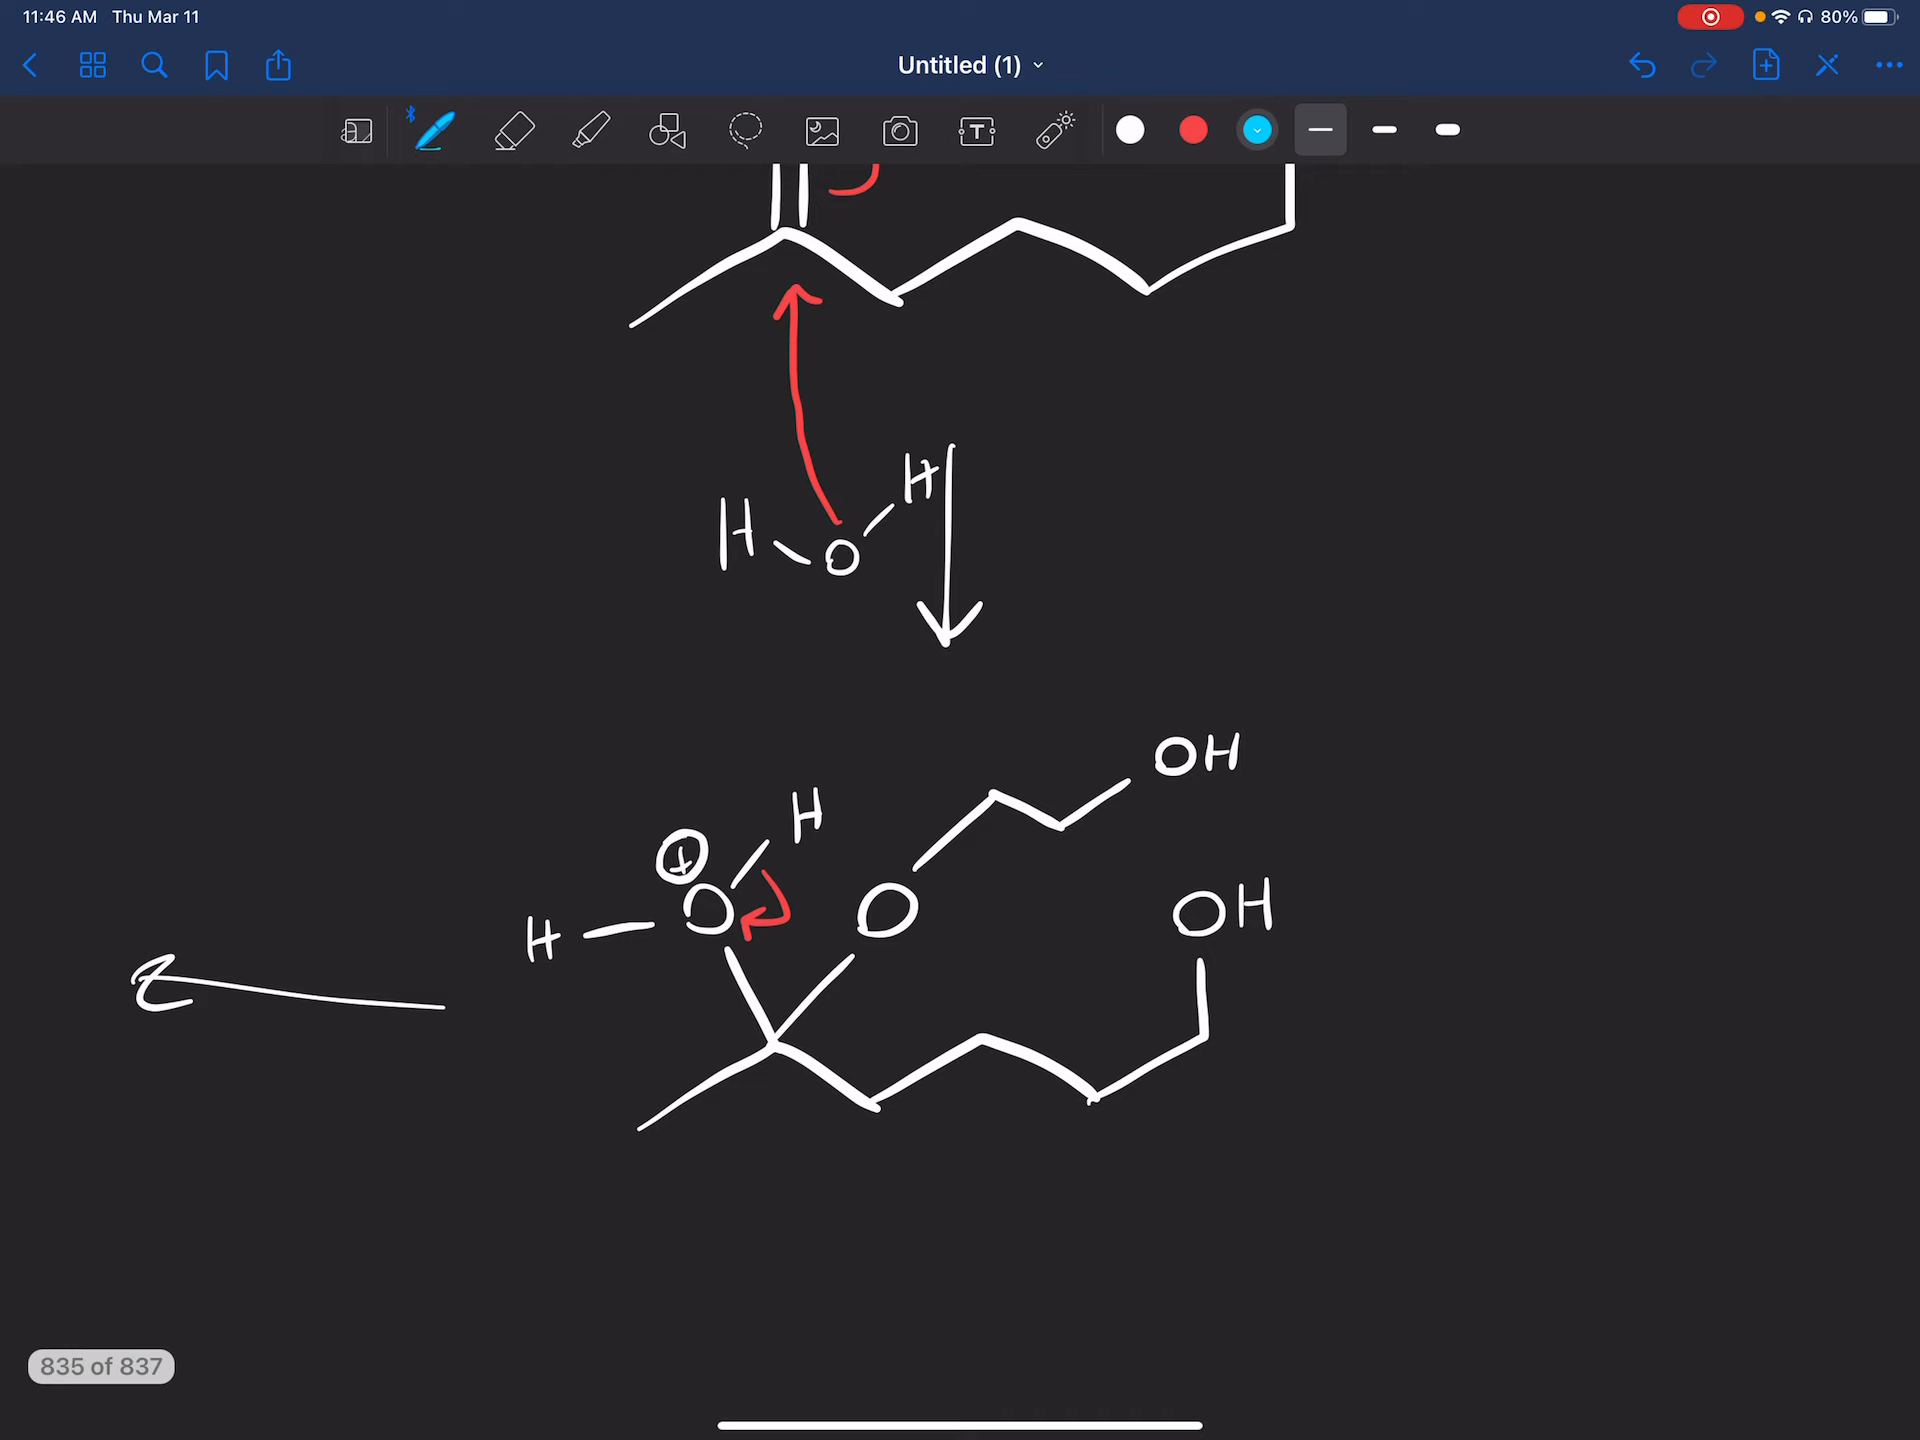 11:46 AM Thu Mar 11
80%
Untitled (1)
T
H
H
O
OH
H
+
O
O
OH
H
835 of 837